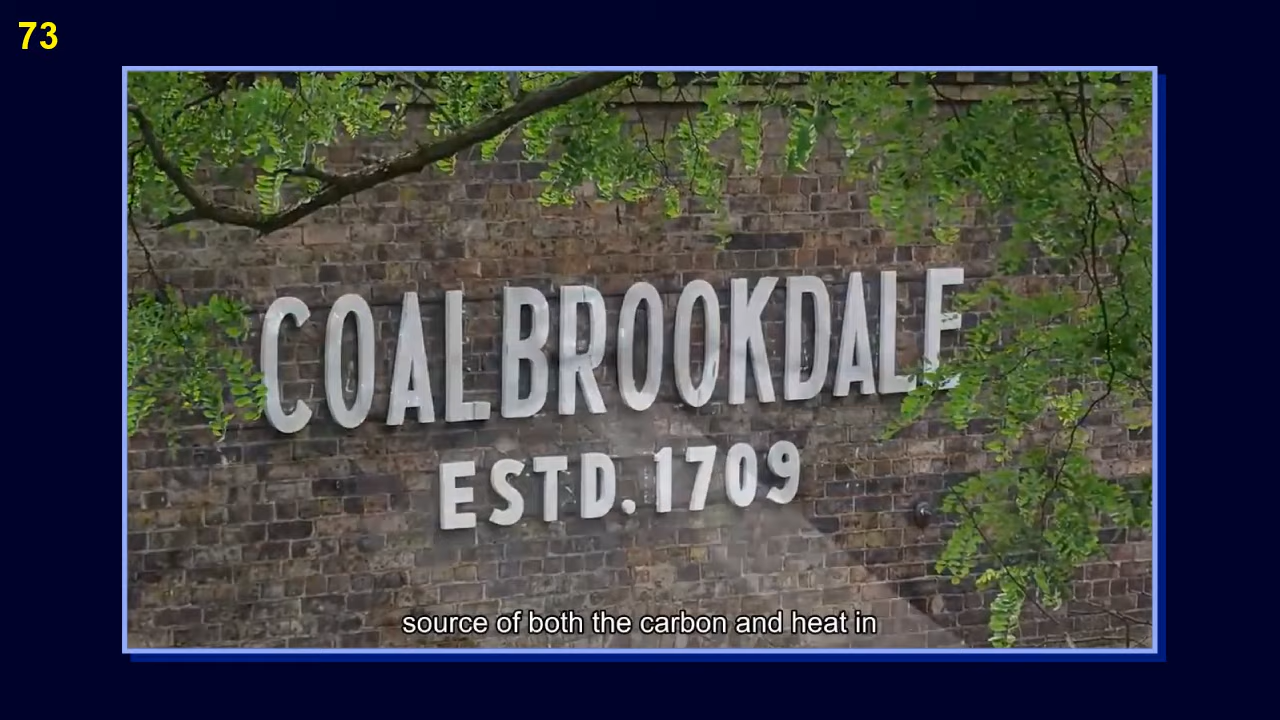 73
COALBROOKDALE
ESTD. 1709
source of both the carbon and heat in